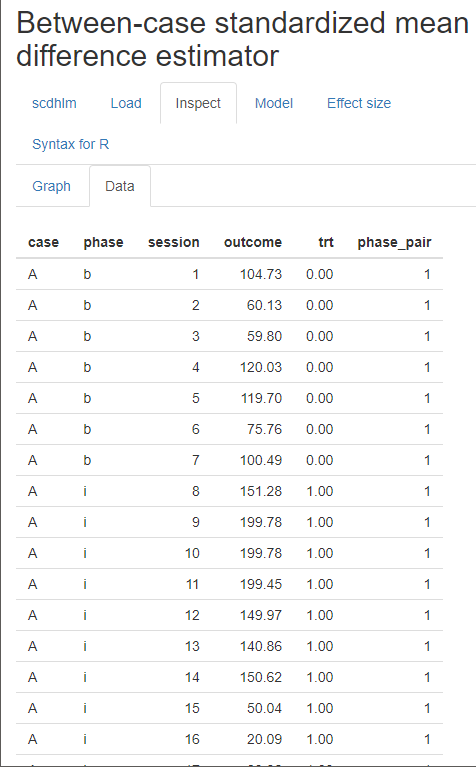 Between-case standardized mean
difference estimator
scdhlm Load Inspect Model Effect size
Syntax for R
Graph Data
case phase session outcome trt phase_pair
A b 1 104.73 0.00 1
A b 2 60.13 0.00 1
A b 3 59.80 0.00 1
A b 4 120.03 0.00 1
A b 5 119.70 0.00 1
A b 6 75.76 0.00 1
A b 7 100.49 0.00 1
A i 8 151.28 1.00 1
A i 9 199.78 1.00 1
A i 10 199.78 1.00 1
A i 11 199.45 1.00 1
A i 12 149.97 1.00 1
A i 13 140.86 1.00 1
A i 14 150.62 1.00 1
A i 15 50.04 1.00 1
A i 16 20.09 1.00 1